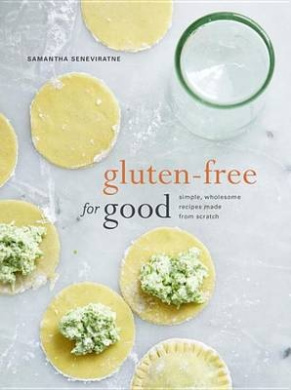 SAMANTHA SENEVIRATNE
gluten-free
for good
simple, wholesome
recipes made
from scratch